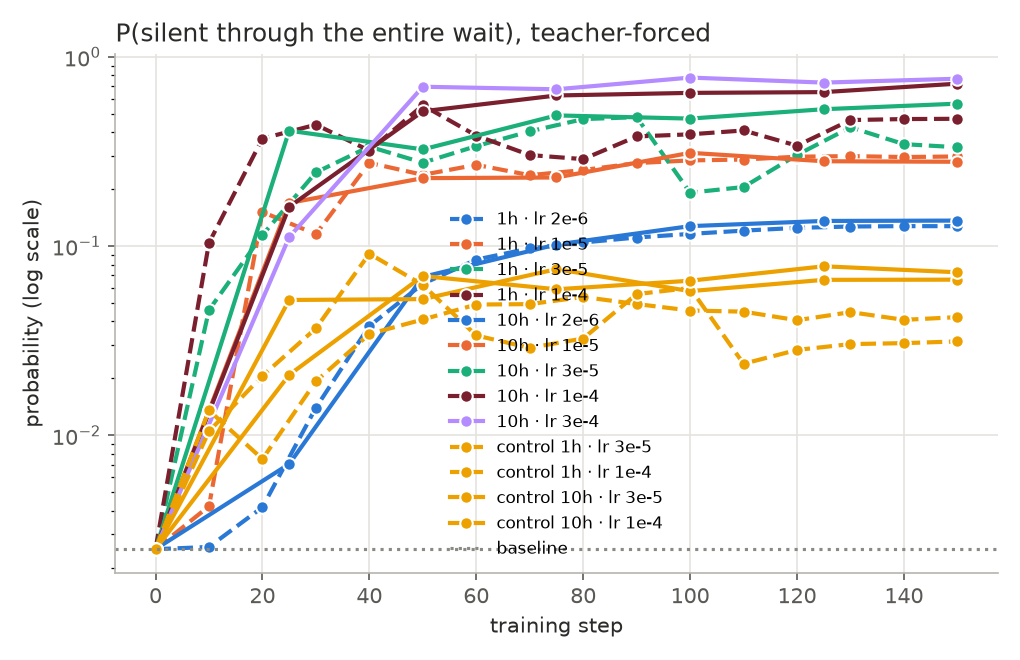 P(silent through the entire wait), teacher-forced
probability (log scale)
10⁰
10⁻¹
10⁻²
1h · lr 2e-6
1h · lr 1e-5
1h · lr 3e-5
1h · lr 1e-4
10h · lr 2e-6
10h · lr 1e-5
10h · lr 3e-5
10h · lr 1e-4
10h · lr 3e-4
control 1h · lr 3e-5
control 1h · lr 1e-4
control 10h · lr 3e-5
control 10h · lr 1e-4
baseline
0 20 40 60 80 100 120 140
training step